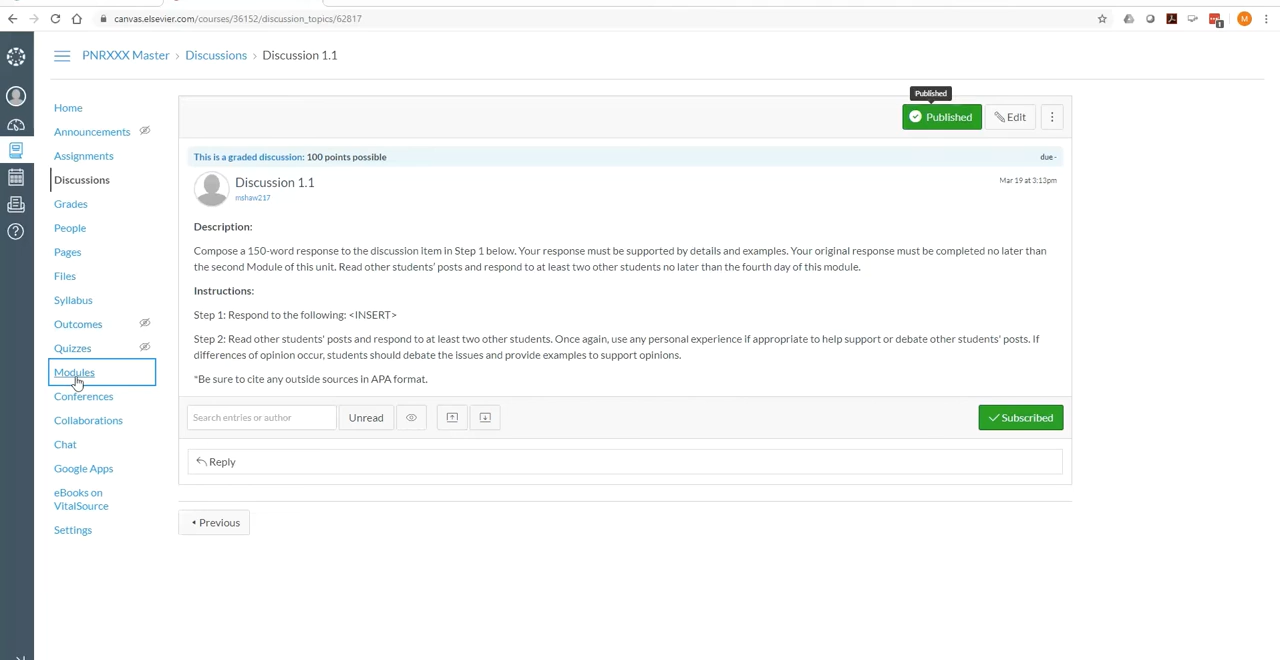 canvas.elsevier.com/courses/36152/discussion_topics/62817
M
1
PNRXXX Master › Discussions › Discussion 1.1
Home
Announcements
Assignments
Discussions
Grades
People
Pages
Files
Syllabus
Outcomes
Quizzes
Modules
Conferences
Collaborations
Chat
Google Apps
eBooks on
VitalSource
Settings
Published
Published
Edit
This is a graded discussion: 100 points possible
due -
Discussion 1.1
mshaw217
Mar 19 at 3:13pm
Description:
Compose a 150-word response to the discussion item in Step 1 below. Your response must be supported by details and examples. Your original response must be completed no later than
the second Module of this unit. Read other students' posts and respond to at least two other students no later than the fourth day of this module.
Instructions:
Step 1: Respond to the following: <INSERT>
Step 2: Read other students' posts and respond to at least two other students. Once again, use any personal experience if appropriate to help support or debate other students' posts. If
differences of opinion occur, students should debate the issues and provide examples to support opinions.
*Be sure to cite any outside sources in APA format.
Search entries or author
Unread
Subscribed
Reply
Previous